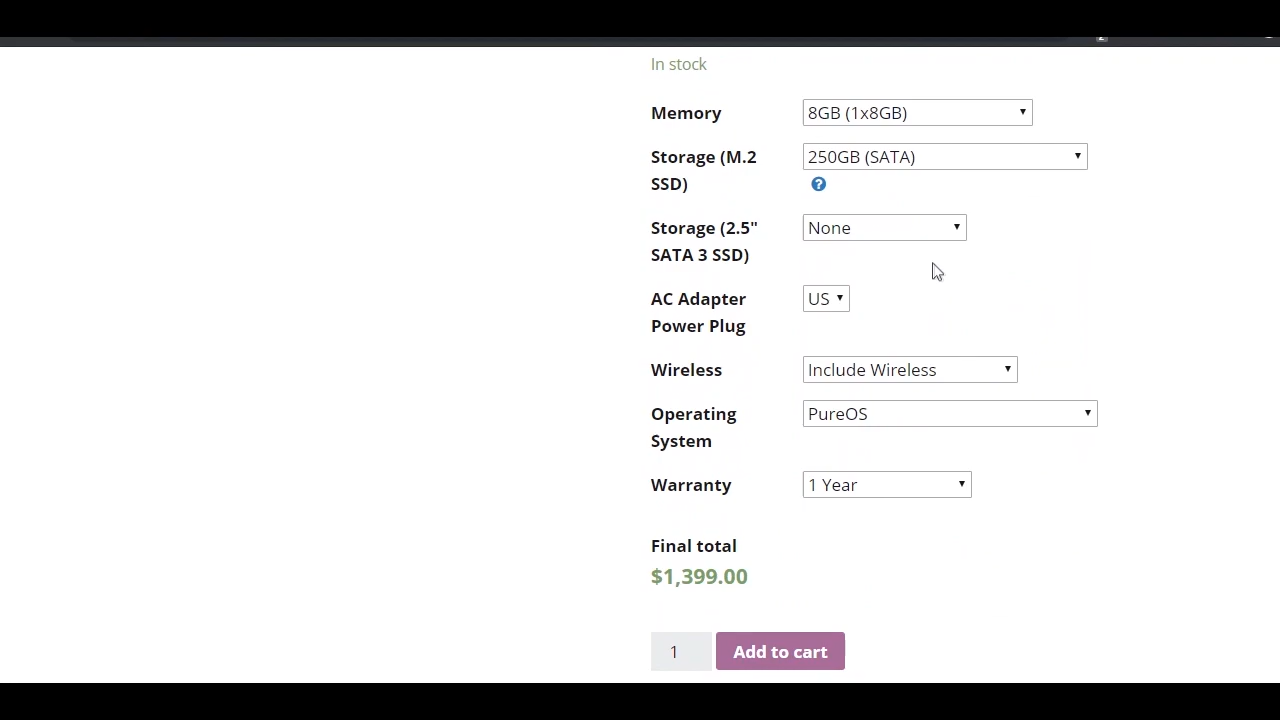 In stock
Memory 8GB (1x8GB)
Storage (M.2 250GB (SATA)
SSD) ?
Storage (2.5" None
SATA 3 SSD)
AC Adapter US
Power Plug
Wireless Include Wireless
Operating PureOS
System
Warranty 1 Year
Final total
$1,399.00
1 Add to cart